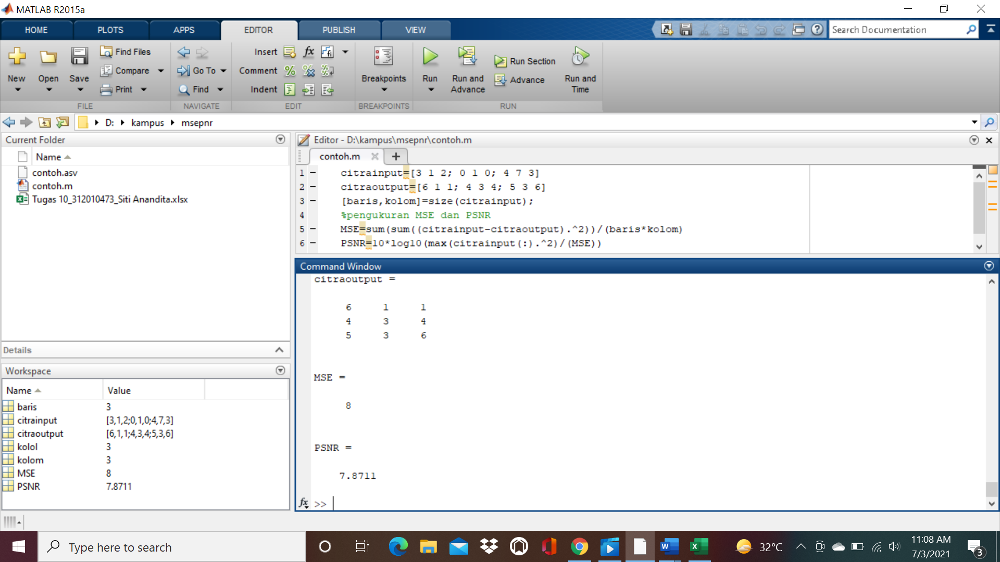 MATLAB R2015a
HOME PLOTS APPS EDITOR PUBLISH VIEW Search Documentation
New Open Save Find Files Compare Print
Go To Find
Insert fx Comment Indent
Breakpoints
Run Run and Advance Run Section Advance Run and Time
FILE NAVIGATE EDIT BREAKPOINTS RUN
D: kampus msepnr
Current Folder
Name
contoh.asv
contoh.m
Tugas 10_312010473_Siti Anandita.xlsx
Details
Workspace
Name Value
baris 3
citrainput [3,1,2;0,1,0;4,7,3]
citraoutput [6,1,1;4,3,4;5,3,6]
kolol 3
kolom 3
MSE 8
PSNR 7.8711
Editor - D:\kampus\msepnr\contoh.m
contoh.m
1 - citrainput=[3 1 2; 0 1 0; 4 7 3]
2 - citraoutput=[6 1 1; 4 3 4; 5 3 6]
3 - [baris,kolom]=size(citrainput);
4 %pengukuran MSE dan PSNR
5 - MSE=sum(sum((citrainput-citraoutput).^2))/(baris*kolom)
6 - PSNR=10*log10(max(citrainput(:).^2)/(MSE))
Command Window
citraoutput =
6 1 1
4 3 4
5 3 6
MSE =
8
PSNR =
7.8711
fx >>
Type here to search
32°C
11:08 AM
7/3/2021
3